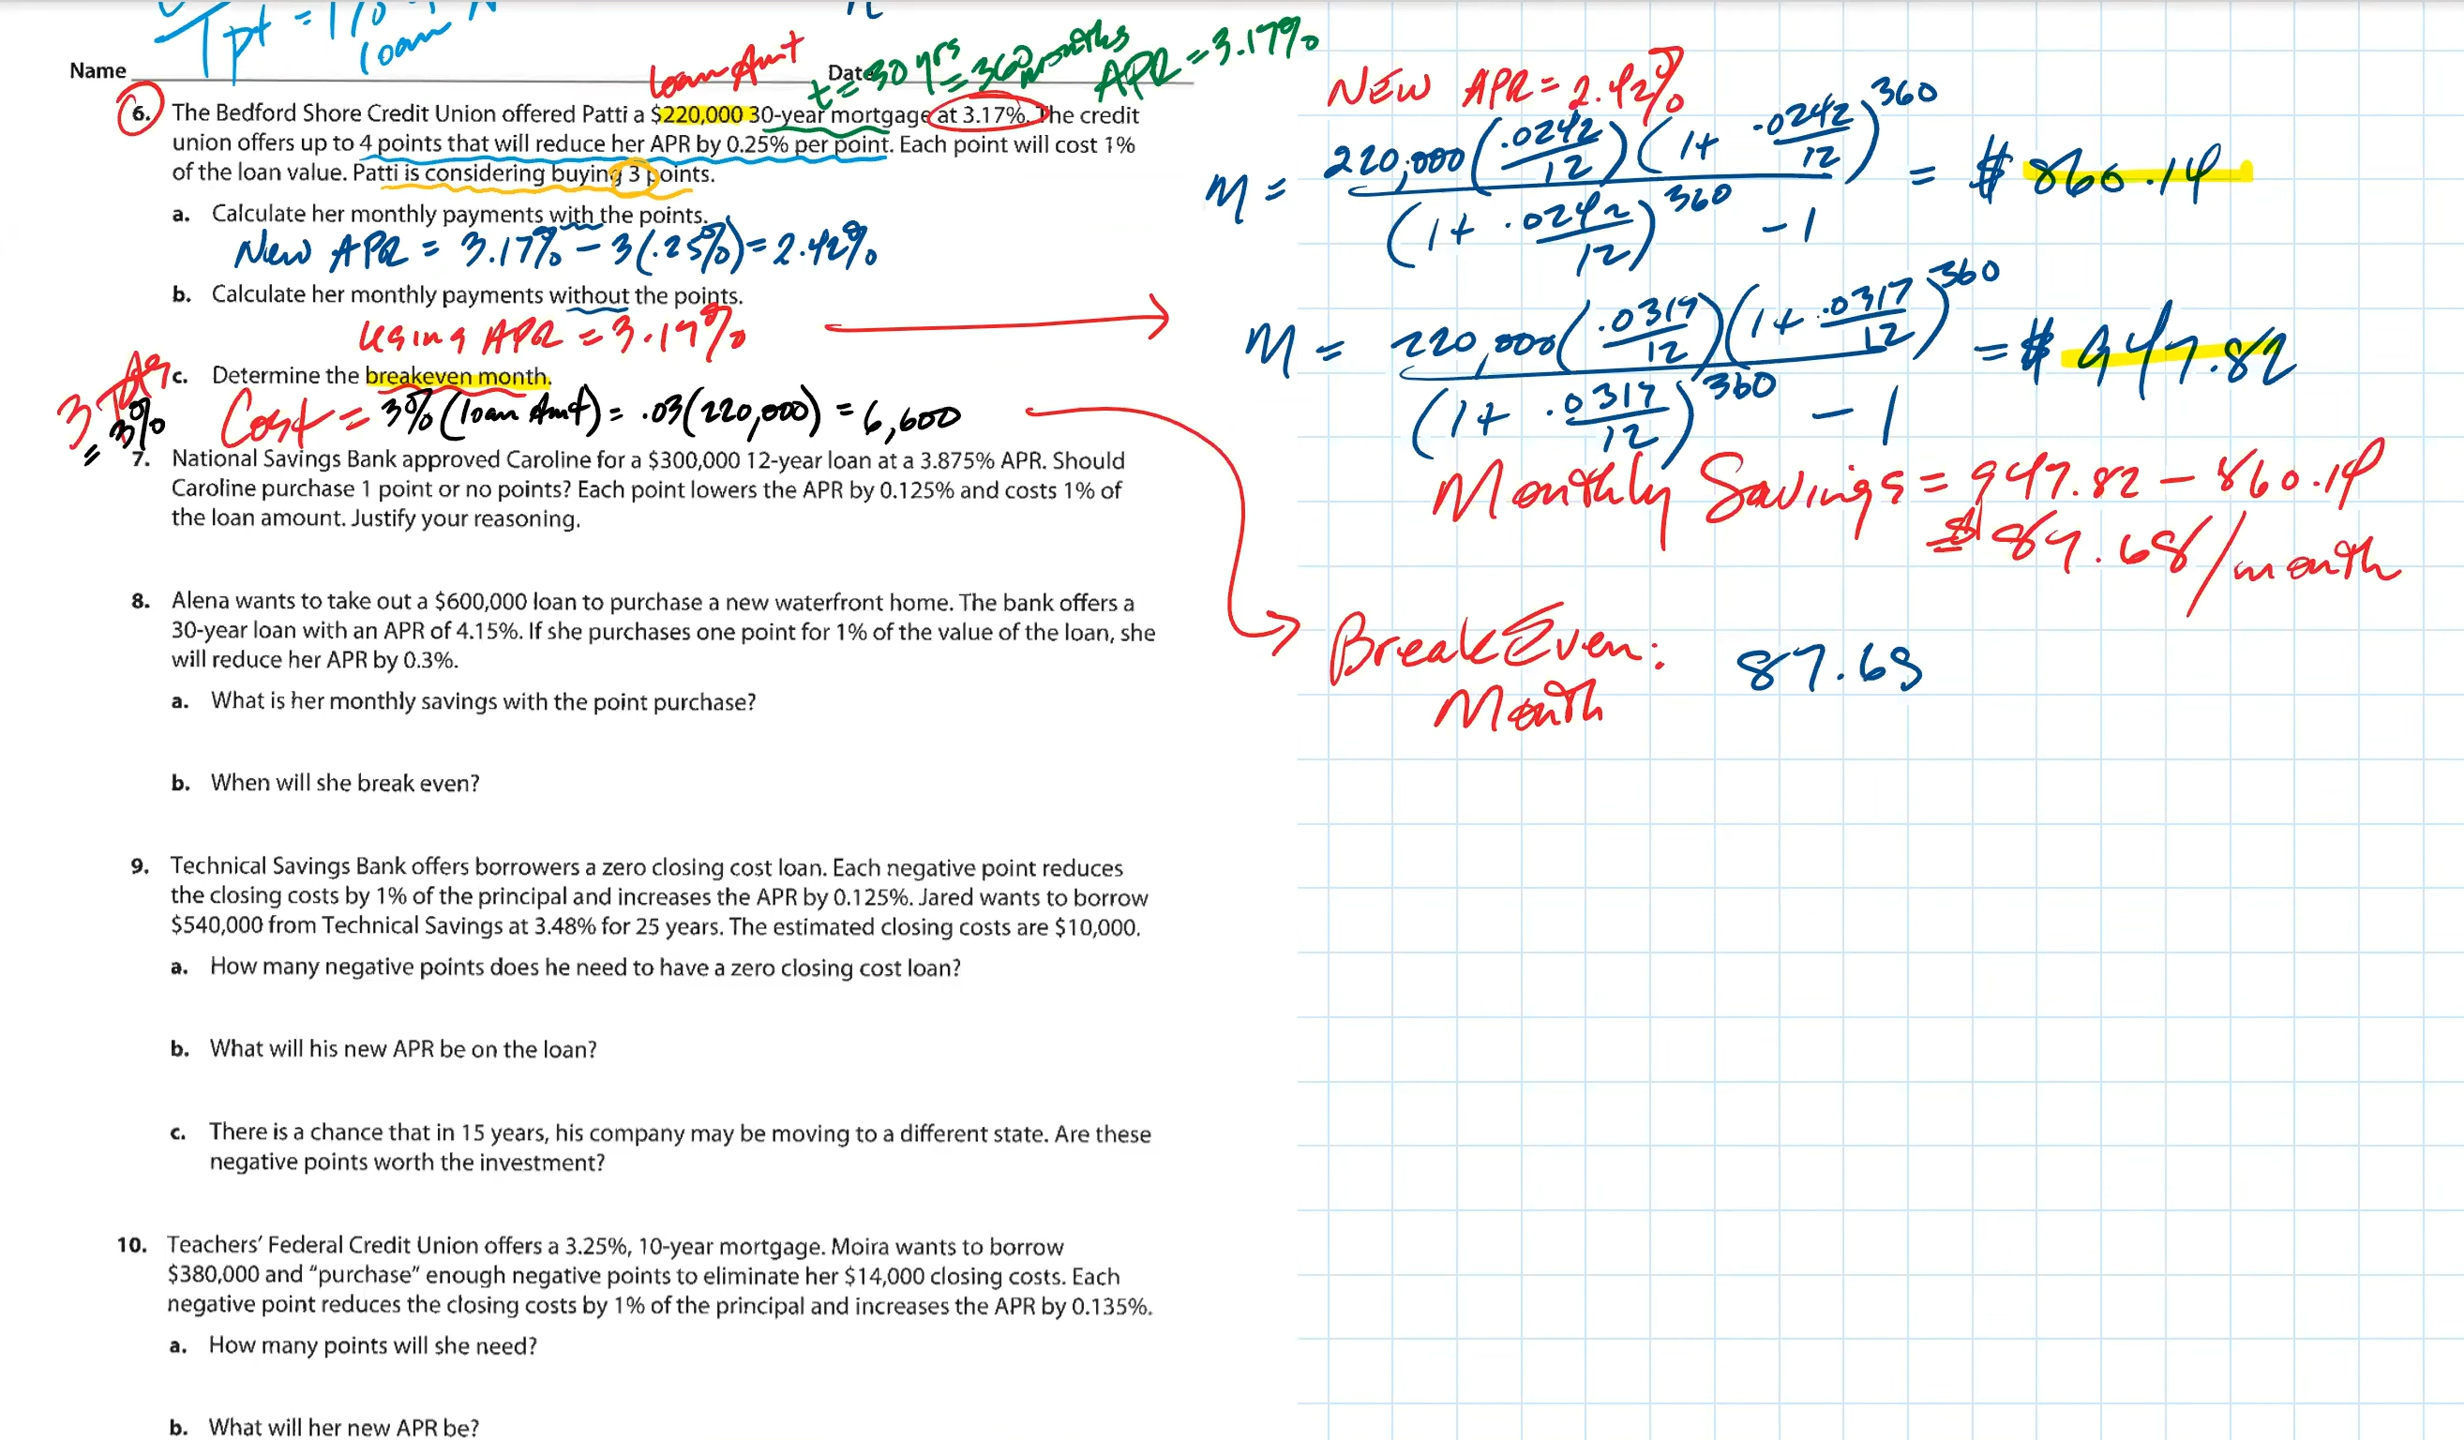 1pt = 1% of loan
Name Date
loan Amt
t = 30 yrs = 360 months
APR = 3.17%
6. The Bedford Shore Credit Union offered Patti a $220,000 30-year mortgage at 3.17%. The credit
union offers up to 4 points that will reduce her APR by 0.25% per point. Each point will cost 1%
of the loan value. Patti is considering buying 3 points.
a. Calculate her monthly payments with the points.
New APR = 3.17% - 3(.25%) = 2.42%
b. Calculate her monthly payments without the points.
Using APR = 3.17%
c. Determine the breakeven month.
3 pts = 3%
Cost = 3% (loan Amt) = .03(220,000) = 6,600
7. National Savings Bank approved Caroline for a $300,000 12-year loan at a 3.875% APR. Should
Caroline purchase 1 point or no points? Each point lowers the APR by 0.125% and costs 1% of
the loan amount. Justify your reasoning.
8. Alena wants to take out a $600,000 loan to purchase a new waterfront home. The bank offers a
30-year loan with an APR of 4.15%. If she purchases one point for 1% of the value of the loan, she
will reduce her APR by 0.3%.
a. What is her monthly savings with the point purchase?
b. When will she break even?
9. Technical Savings Bank offers borrowers a zero closing cost loan. Each negative point reduces
the closing costs by 1% of the principal and increases the APR by 0.125%. Jared wants to borrow
$540,000 from Technical Savings at 3.48% for 25 years. The estimated closing costs are $10,000.
a. How many negative points does he need to have a zero closing cost loan?
b. What will his new APR be on the loan?
c. There is a chance that in 15 years, his company may be moving to a different state. Are these
negative points worth the investment?
10. Teachers' Federal Credit Union offers a 3.25%, 10-year mortgage. Moira wants to borrow
$380,000 and “purchase” enough negative points to eliminate her $14,000 closing costs. Each
negative point reduces the closing costs by 1% of the principal and increases the APR by 0.135%.
a. How many points will she need?
b. What will her new APR be?
NEW APR = 2.42%
220,000(.0242/12)(1+.0242/12)^360
M = = $860.14
(1+.0242/12)^360 - 1
220,000(.0317/12)(1+.0317/12)^360
M = = $947.82
(1+.0317/12)^360 - 1
Monthly Savings = 947.82 - 860.14
= $87.68/month
BreakEven: 87.68
Month